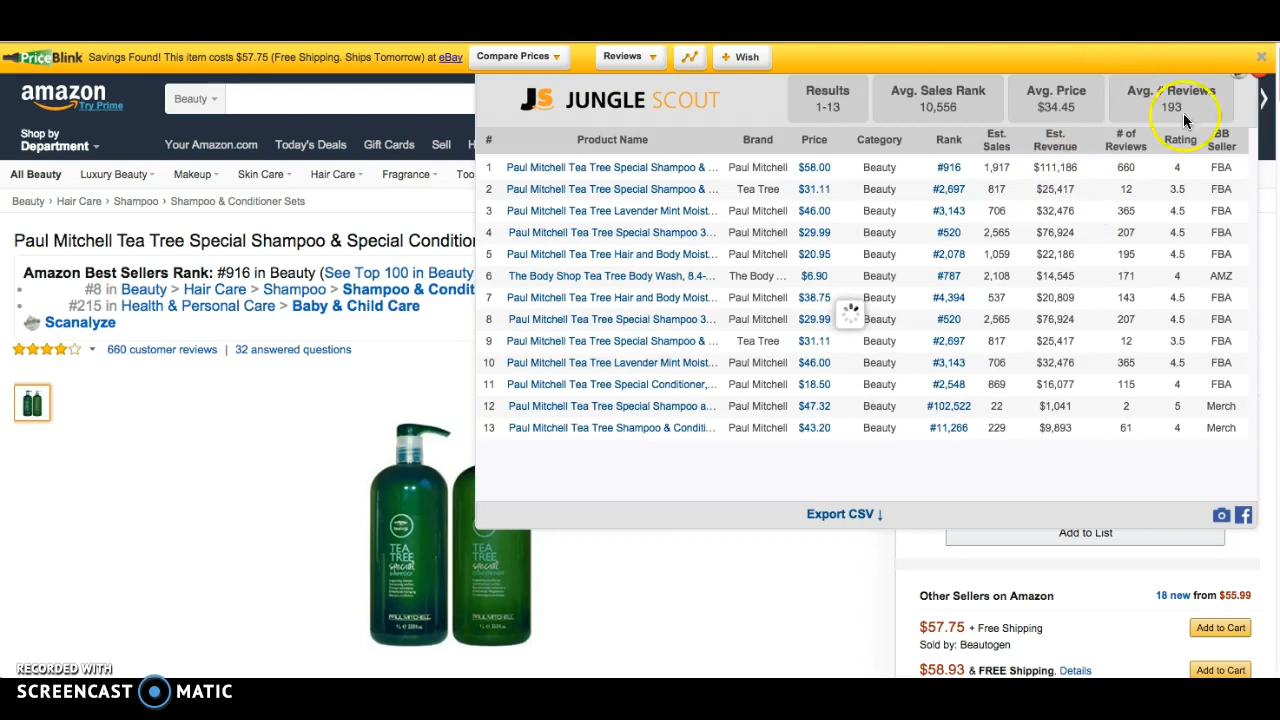 PriceBlink Savings Found! This item costs $57.75 (Free Shipping. Ships Tomorrow) at eBay Compare Prices Reviews + Wish
amazon Try Prime Beauty
Shop by Department Your Amazon.com Today's Deals Gift Cards Sell
All Beauty Luxury Beauty Makeup Skin Care Hair Care Fragrance
Beauty > Hair Care > Shampoo > Shampoo & Conditioner Sets
Paul Mitchell Tea Tree Special Shampoo & Special Conditio
Amazon Best Sellers Rank: #916 in Beauty (See Top 100 in Beauty
#8 in Beauty > Hair Care > Shampoo > Shampoo & Condit
#215 in Health & Personal Care > Baby & Child Care
Scanalyze
660 customer reviews | 32 answered questions
JS JUNGLE SCOUT
Results 1-13
Avg. Sales Rank 10,556
Avg. Price $34.45
Avg. # Reviews 193
# Product Name Brand Price Category Rank Est. Sales Est. Revenue # of Reviews Rating BB Seller
1 Paul Mitchell Tea Tree Special Shampoo & ... Paul Mitchell $58.00 Beauty #916 1,917 $111,186 660 4 FBA
2 Paul Mitchell Tea Tree Special Shampoo & ... Tea Tree $31.11 Beauty #2,697 817 $25,417 12 3.5 FBA
3 Paul Mitchell Tea Tree Lavender Mint Moist... Paul Mitchell $46.00 Beauty #3,143 706 $32,476 365 4.5 FBA
4 Paul Mitchell Tea Tree Special Shampoo 3... Paul Mitchell $29.99 Beauty #520 2,565 $76,924 207 4.5 FBA
5 Paul Mitchell Tea Tree Hair and Body Moist... Paul Mitchell $20.95 Beauty #2,078 1,059 $22,186 195 4.5 FBA
6 The Body Shop Tea Tree Body Wash, 8.4-... The Body ... $6.90 Beauty #787 2,108 $14,545 171 4 AMZ
7 Paul Mitchell Tea Tree Hair and Body Moist... Paul Mitchell $38.75 Beauty #4,394 537 $20,809 143 4.5 FBA
8 Paul Mitchell Tea Tree Special Shampoo 3... Paul Mitchell $29.99 Beauty #520 2,565 $76,924 207 4.5 FBA
9 Paul Mitchell Tea Tree Special Shampoo & ... Tea Tree $31.11 Beauty #2,697 817 $25,417 12 3.5 FBA
10 Paul Mitchell Tea Tree Lavender Mint Moist... Paul Mitchell $46.00 Beauty #3,143 706 $32,476 365 4.5 FBA
11 Paul Mitchell Tea Tree Special Conditioner,... Paul Mitchell $18.50 Beauty #2,548 869 $16,077 115 4 FBA
12 Paul Mitchell Tea Tree Special Shampoo a... Paul Mitchell $47.32 Beauty #102,522 22 $1,041 2 5 Merch
13 Paul Mitchell Tea Tree Shampoo & Conditi... Paul Mitchell $43.20 Beauty #11,266 229 $9,893 61 4 Merch
Export CSV ↓
TEA TREE special SHAMPOO
PAUL MITCHELL
TEA TREE special CONDITIONER
PAUL MITCHELL
Add to List
Other Sellers on Amazon 18 new from $55.99
$57.75 + Free Shipping Add to Cart
Sold by: Beautogen
$58.93 & FREE Shipping. Details Add to Cart
RECORDED WITH
SCREENCAST MATIC